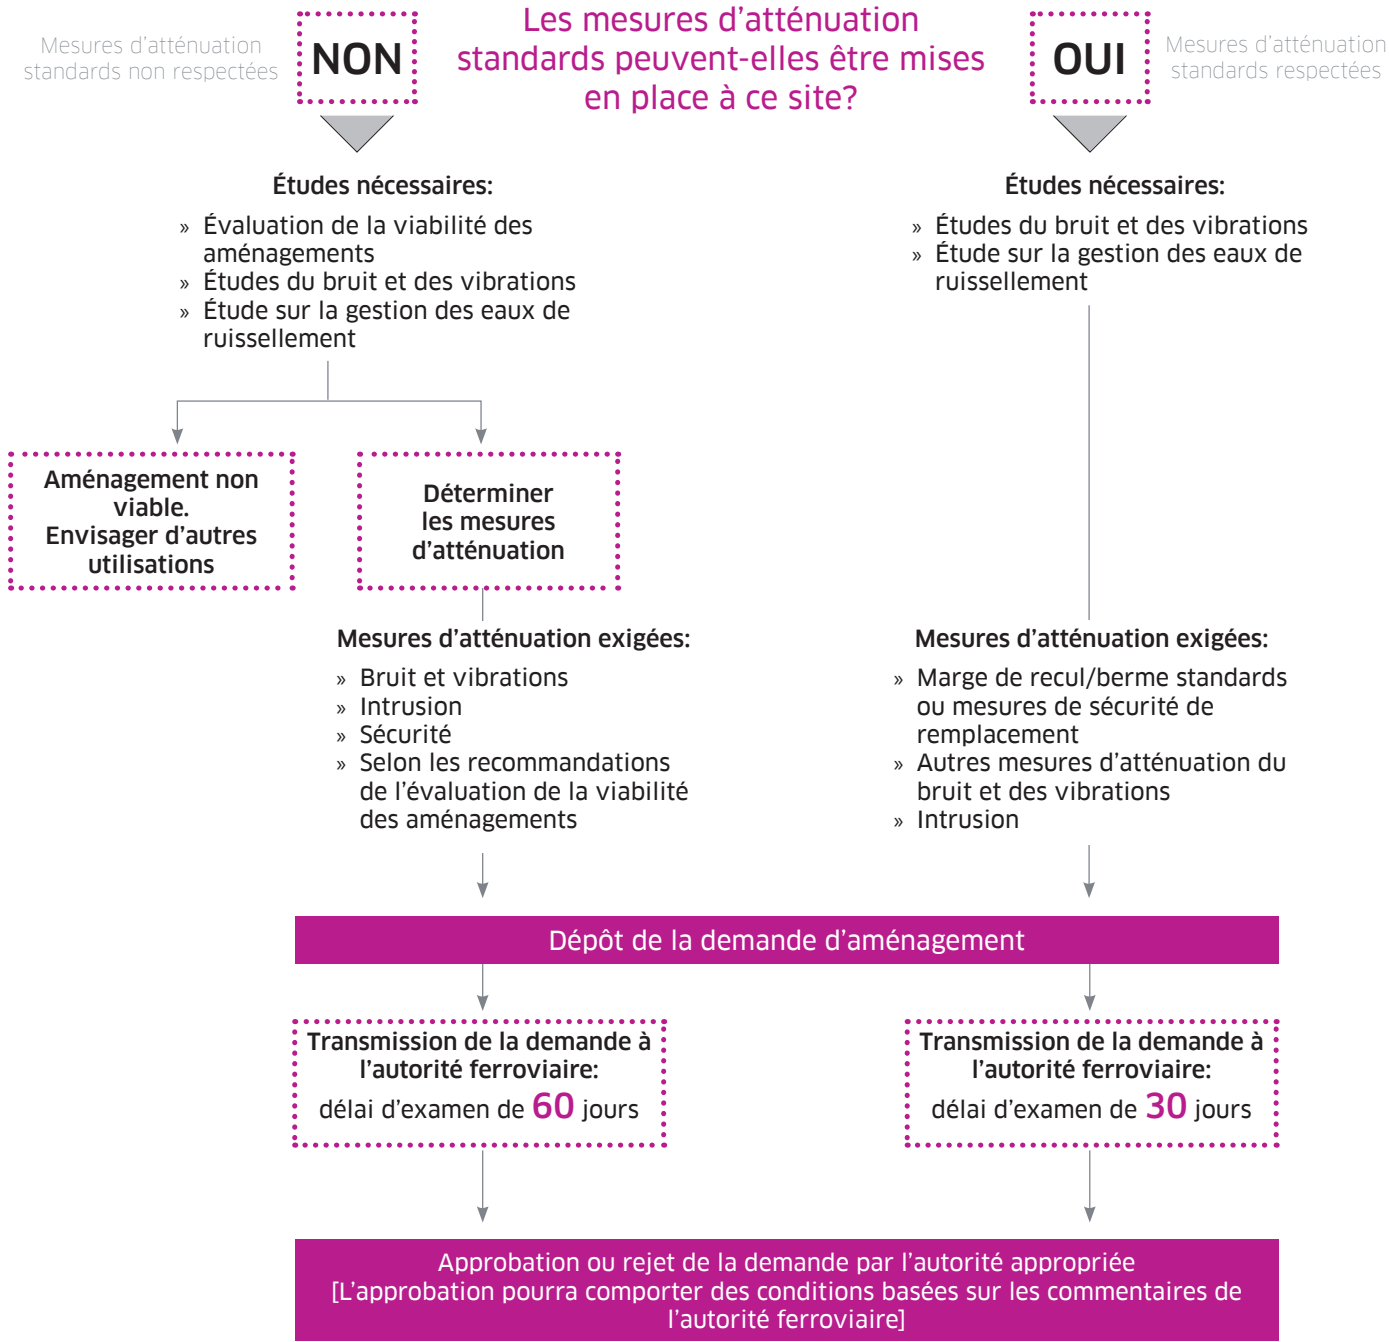 Les mesures d'atténuation
standards peuvent-elles être mises
en place à ce site?
Mesures d'atténuation
standards non respectées
NON
OUI
Mesures d'atténuation
standards respectées
Études nécessaires:
» Évaluation de la viabilité des
aménagements
» Études du bruit et des vibrations
» Étude sur la gestion des eaux de
ruissellement
Études nécessaires:
» Études du bruit et des vibrations
» Étude sur la gestion des eaux de
ruissellement
Aménagement non
viable.
Envisager d'autres
utilisations
Déterminer
les mesures
d'atténuation
Mesures d'atténuation exigées:
» Bruit et vibrations
» Intrusion
» Sécurité
» Selon les recommandations
de l'évaluation de la viabilité
des aménagements
Mesures d'atténuation exigées:
» Marge de recul/berme standards
ou mesures de sécurité de
remplacement
» Autres mesures d'atténuation du
bruit et des vibrations
» Intrusion
Dépôt de la demande d'aménagement
Transmission de la demande à
l'autorité ferroviaire:
délai d'examen de 60 jours
Transmission de la demande à
l'autorité ferroviaire:
délai d'examen de 30 jours
Approbation ou rejet de la demande par l'autorité appropriée
[L'approbation pourra comporter des conditions basées sur les commentaires de
l'autorité ferroviaire]